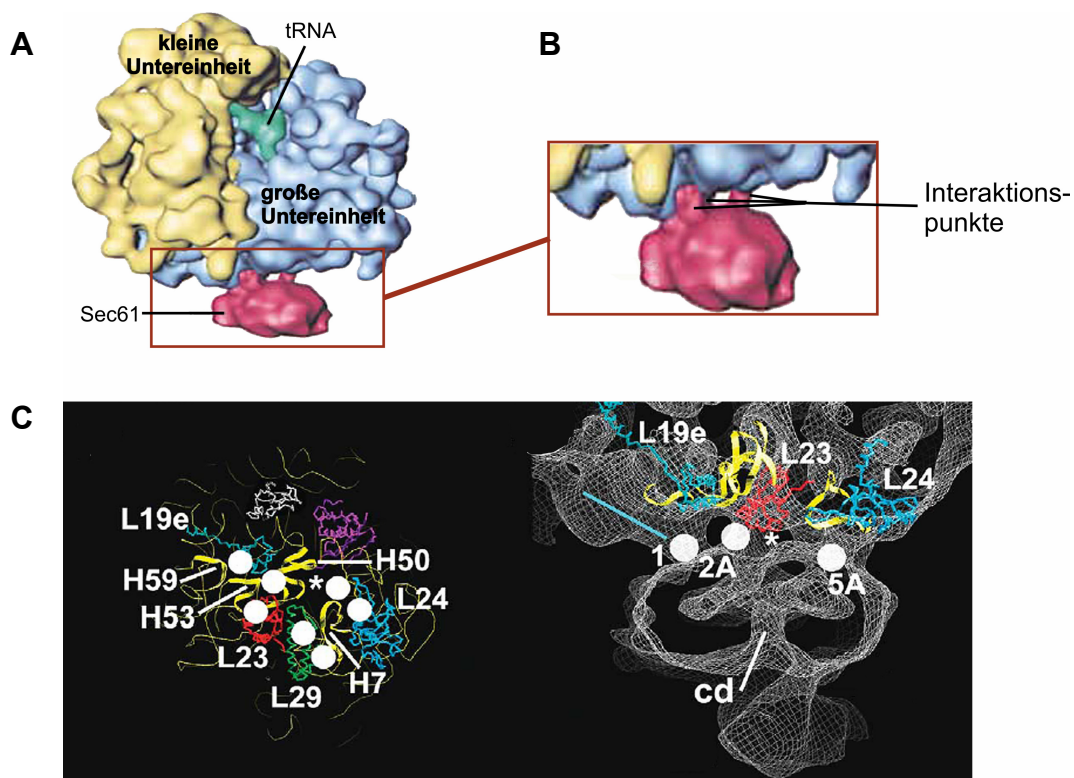 A
kleine
Untereinheit
tRNA
große
Untereinheit
Sec61
B
Interaktions-
punkte
C
L19e
H59
H53
L23
L29
H7
L24
H50
*
L19e
L23
L24
*
1
2A
5A
cd